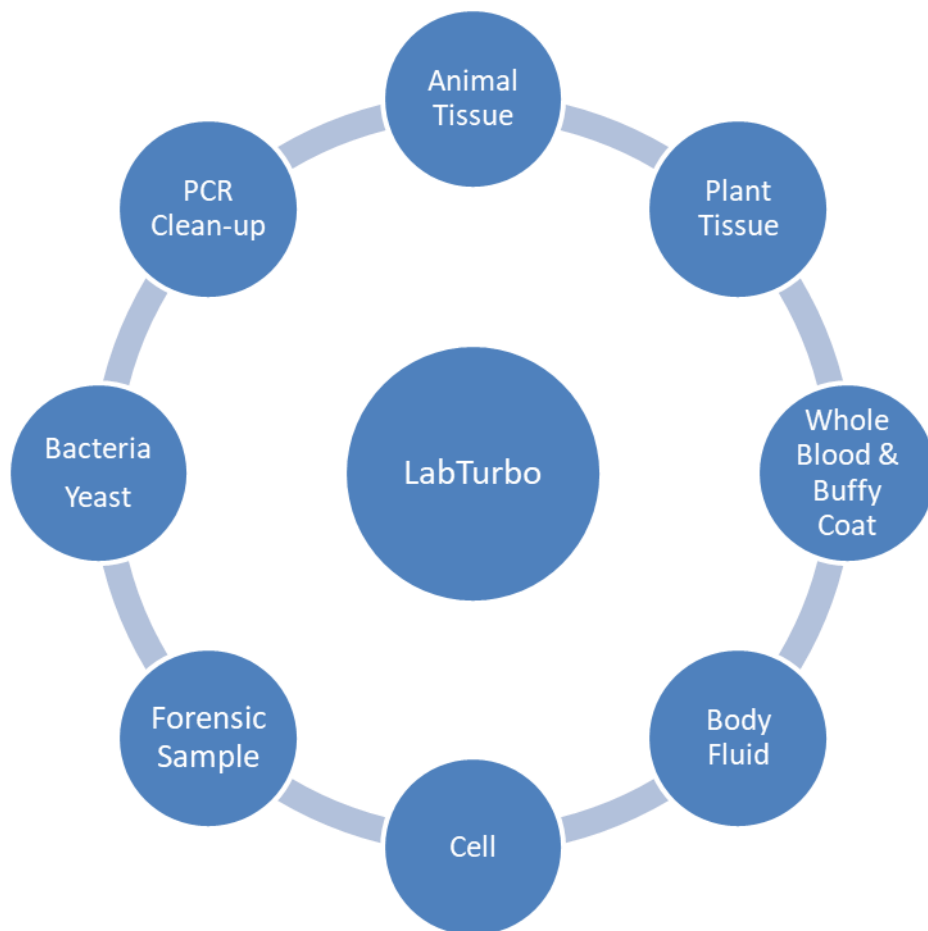 Animal
Tissue
Plant
Tissue
Whole
Blood &
Buffy
Coat
Body
Fluid
Cell
Forensic
Sample
Bacteria
Yeast
PCR
Clean-up
LabTurbo